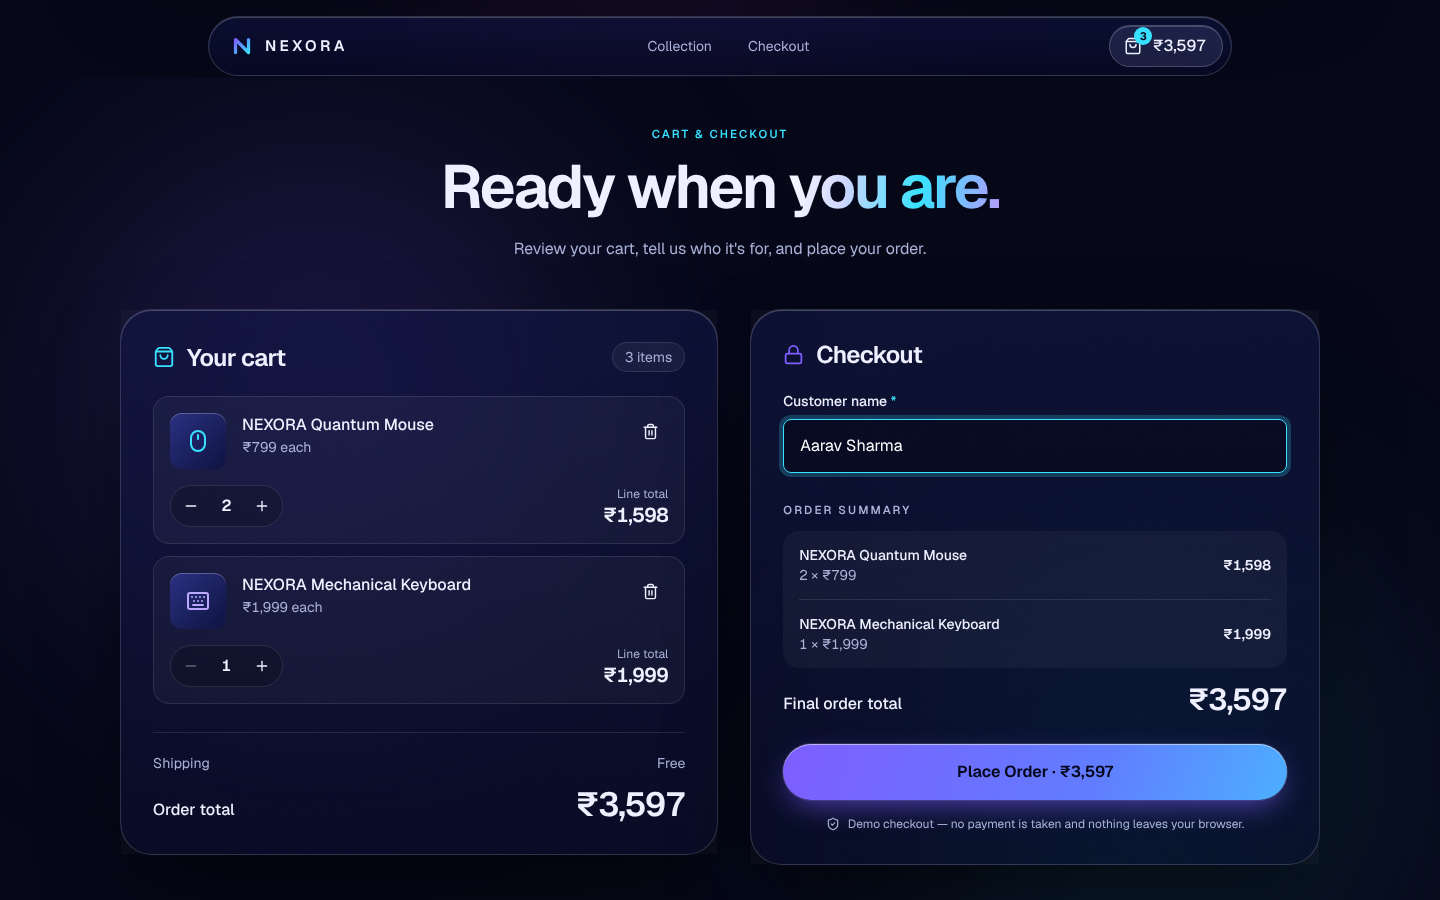 NEXORA
Collection
Checkout
3
₹3,597
CART & CHECKOUT
Ready when you are.
Review your cart, tell us who it's for, and place your order.
Your cart
3 items
NEXORA Quantum Mouse
₹799 each
2
Line total
₹1,598
NEXORA Mechanical Keyboard
₹1,999 each
1
Line total
₹1,999
Shipping
Free
Order total
₹3,597
Checkout
Customer name *
Aarav Sharma
ORDER SUMMARY
NEXORA Quantum Mouse
2 × ₹799
₹1,598
NEXORA Mechanical Keyboard
1 × ₹1,999
₹1,999
Final order total
₹3,597
Place Order · ₹3,597
Demo checkout — no payment is taken and nothing leaves your browser.